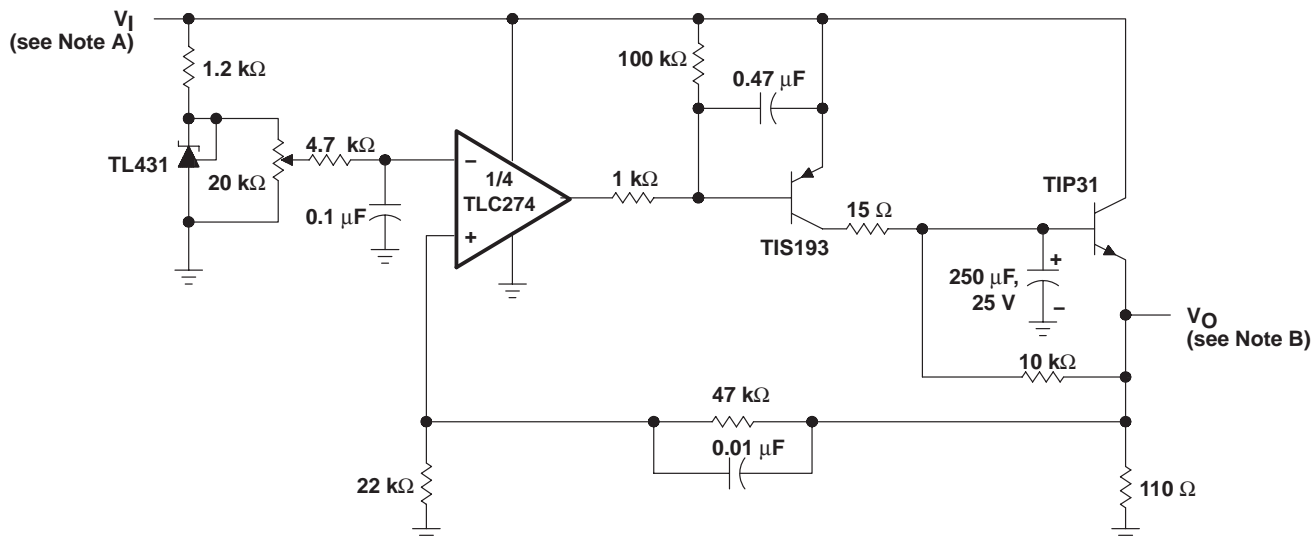 VI
(see Note A)
1.2 kΩ
TL431
20 kΩ
4.7 kΩ
0.1 μF
−
1/4
TLC274
+
1 kΩ
100 kΩ
0.47 μF
TIS193
15 Ω
TIP31
+
250 μF,
25 V
−
VO
(see Note B)
10 kΩ
47 kΩ
0.01 μF
22 kΩ
110 Ω